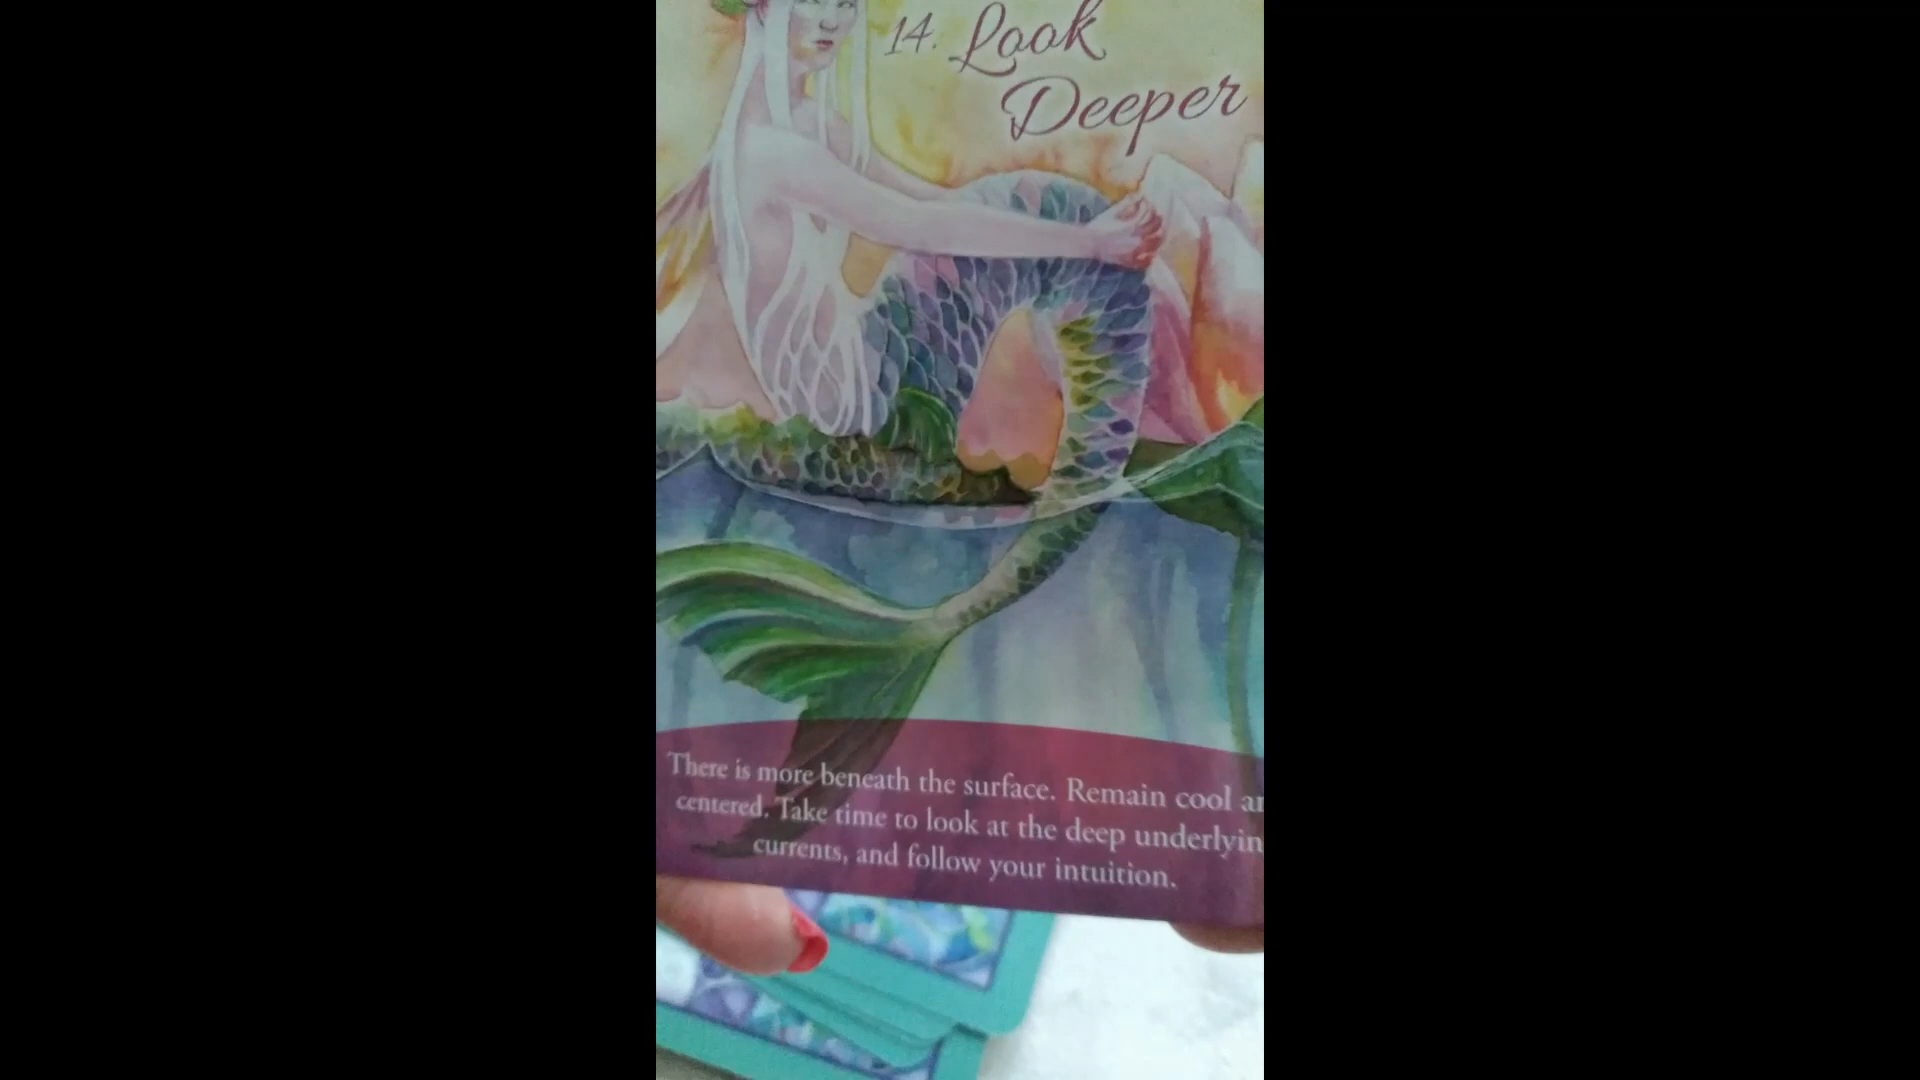 14. Look
Deeper
There is more beneath the surface. Remain cool
centered. Take time to look at the deep
currents, and follow your intuition.